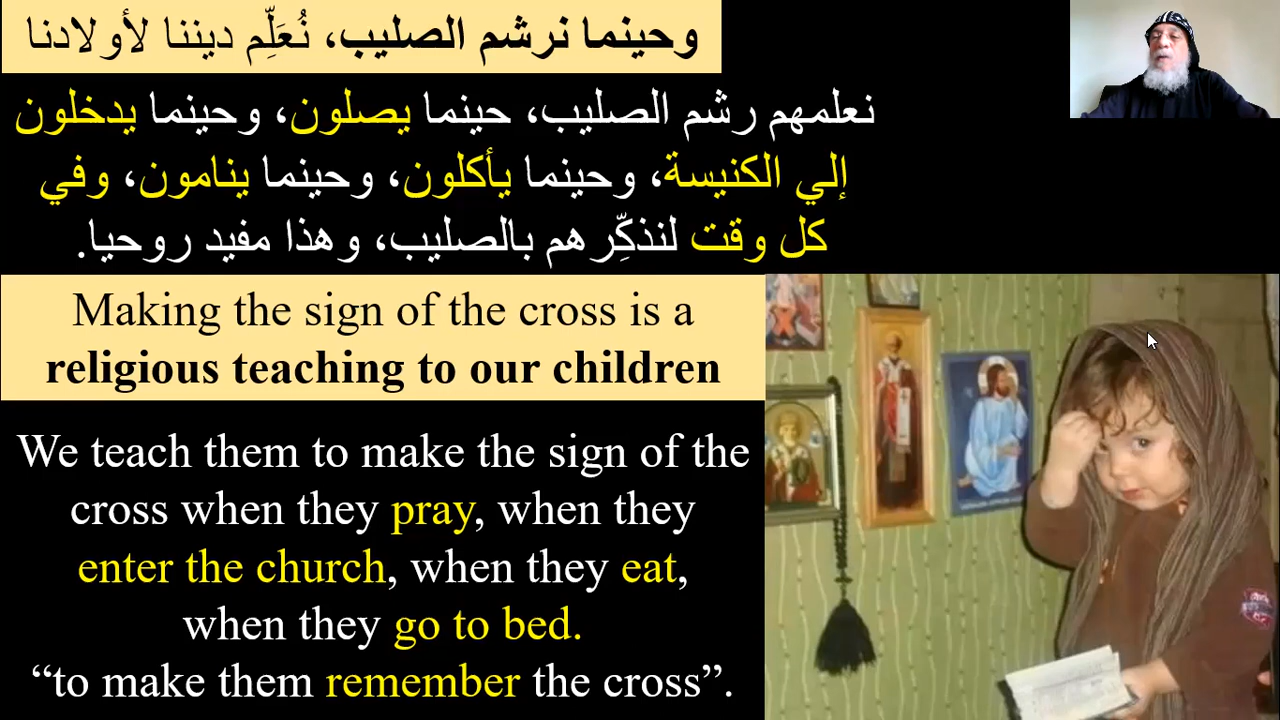 وحينما نرشم الصليب، نُعَلِّم ديننا لأولادنا
نعلمهم رشم الصليب، حينما يصلون، وحينما يدخلون
إلي الكنيسة، وحينما يأكلون، وحينما ينامون، وفي
كل وقت لنذكِّرهم بالصليب، وهذا مفيد روحيا.
Making the sign of the cross is a
religious teaching to our children
We teach them to make the sign of the
cross when they pray, when they
enter the church, when they eat,
when they go to bed.
“to make them remember the cross”.